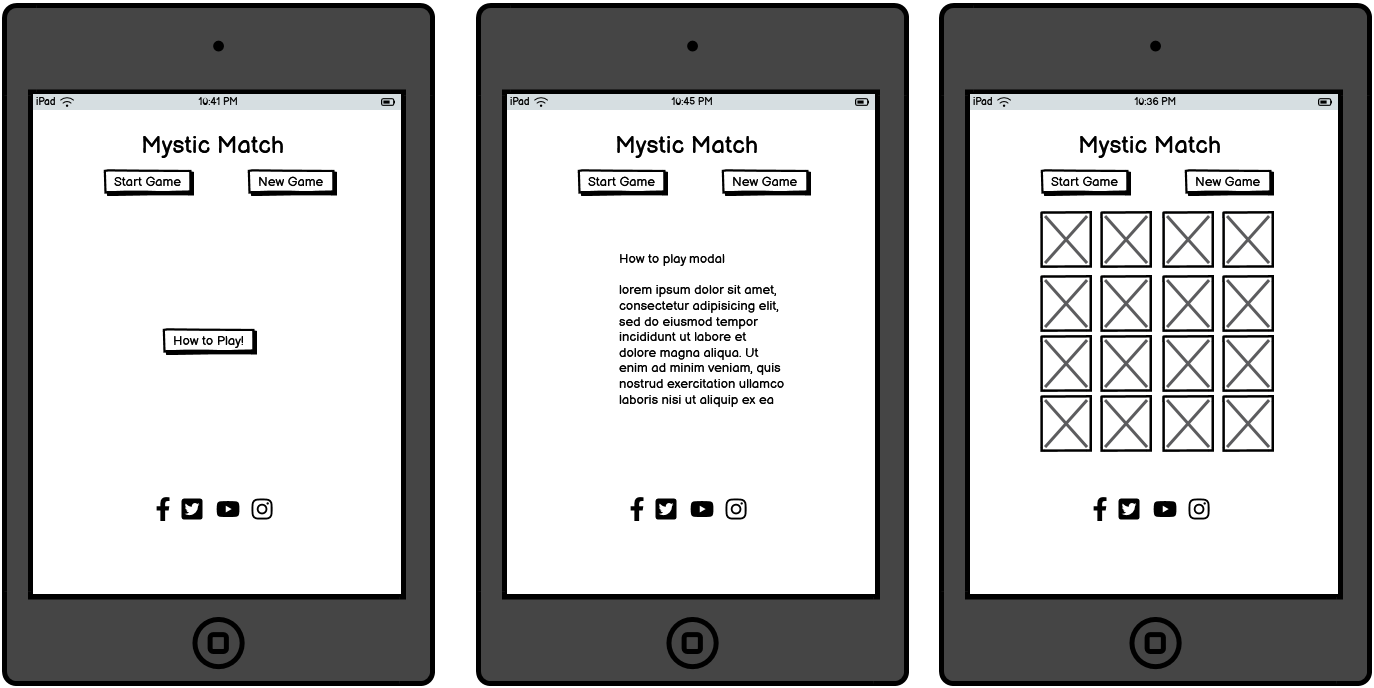 iPad
10:41 PM
Mystic Match
Start Game
New Game
How to Play!
iPad
10:45 PM
Mystic Match
Start Game
New Game
How to play modal
lorem ipsum dolor sit amet,
consectetur adipisicing elit,
sed do eiusmod tempor
incididunt ut labore et
dolore magna aliqua. Ut
enim ad minim veniam, quis
nostrud exercitation ullamco
laboris nisi ut aliquip ex ea
iPad
10:36 PM
Mystic Match
Start Game
New Game